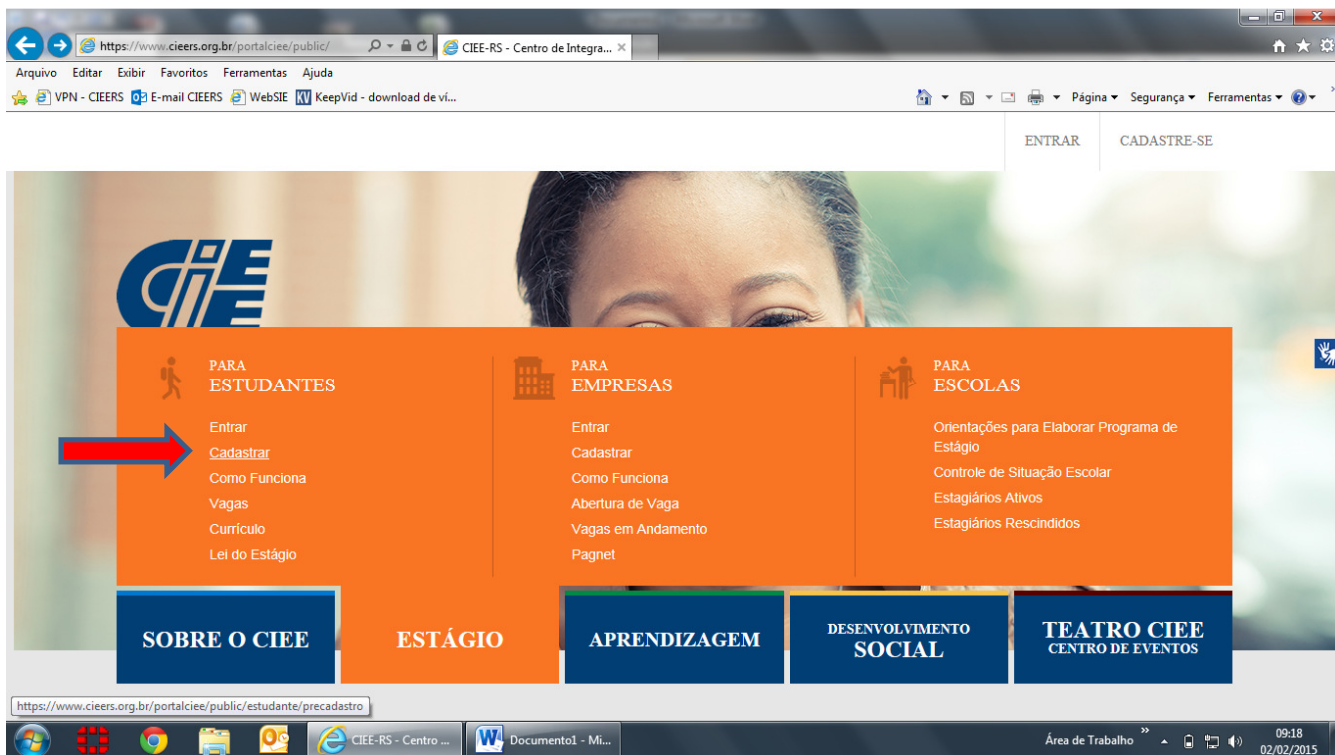 https://www.cieers.org.br/portalciee/public/
CIEE-RS - Centro de Integra...
Arquivo Editar Exibir Favoritos Ferramentas Ajuda
VPN - CIEERS E-mail CIEERS WebSIE KV KeepVid - download de ví...
Página Segurança Ferramentas
ENTRAR CADASTRE-SE
CIEE
PARA
ESTUDANTES
Entrar
Cadastrar
Como Funciona
Vagas
Currículo
Lei do Estágio
PARA
EMPRESAS
Entrar
Cadastrar
Como Funciona
Abertura de Vaga
Vagas em Andamento
Pagnet
PARA
ESCOLAS
Orientações para Elaborar Programa de
Estágio
Controle de Situação Escolar
Estagiários Ativos
Estagiários Rescindidos
SOBRE O CIEE
ESTÁGIO
APRENDIZAGEM
DESENVOLVIMENTO
SOCIAL
TEATRO CIEE
CENTRO DE EVENTOS
https://www.cieers.org.br/portalciee/public/estudante/precadastro
CIEE-RS - Centro ...
Documento1 - Mi...
Área de Trabalho
09:18
02/02/2015